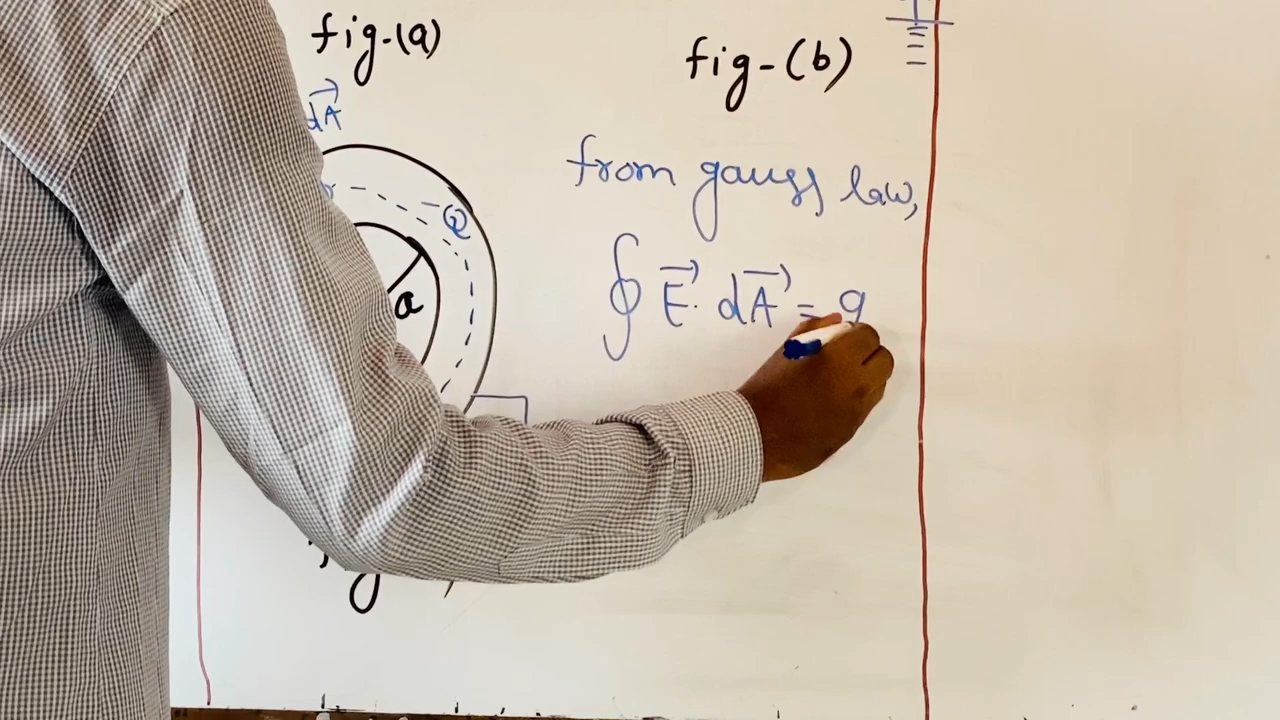 fig-(a)
fig-(b)
dA
from gauss law,
r
-Q
a
∮ E⃗. dA⃗ = q